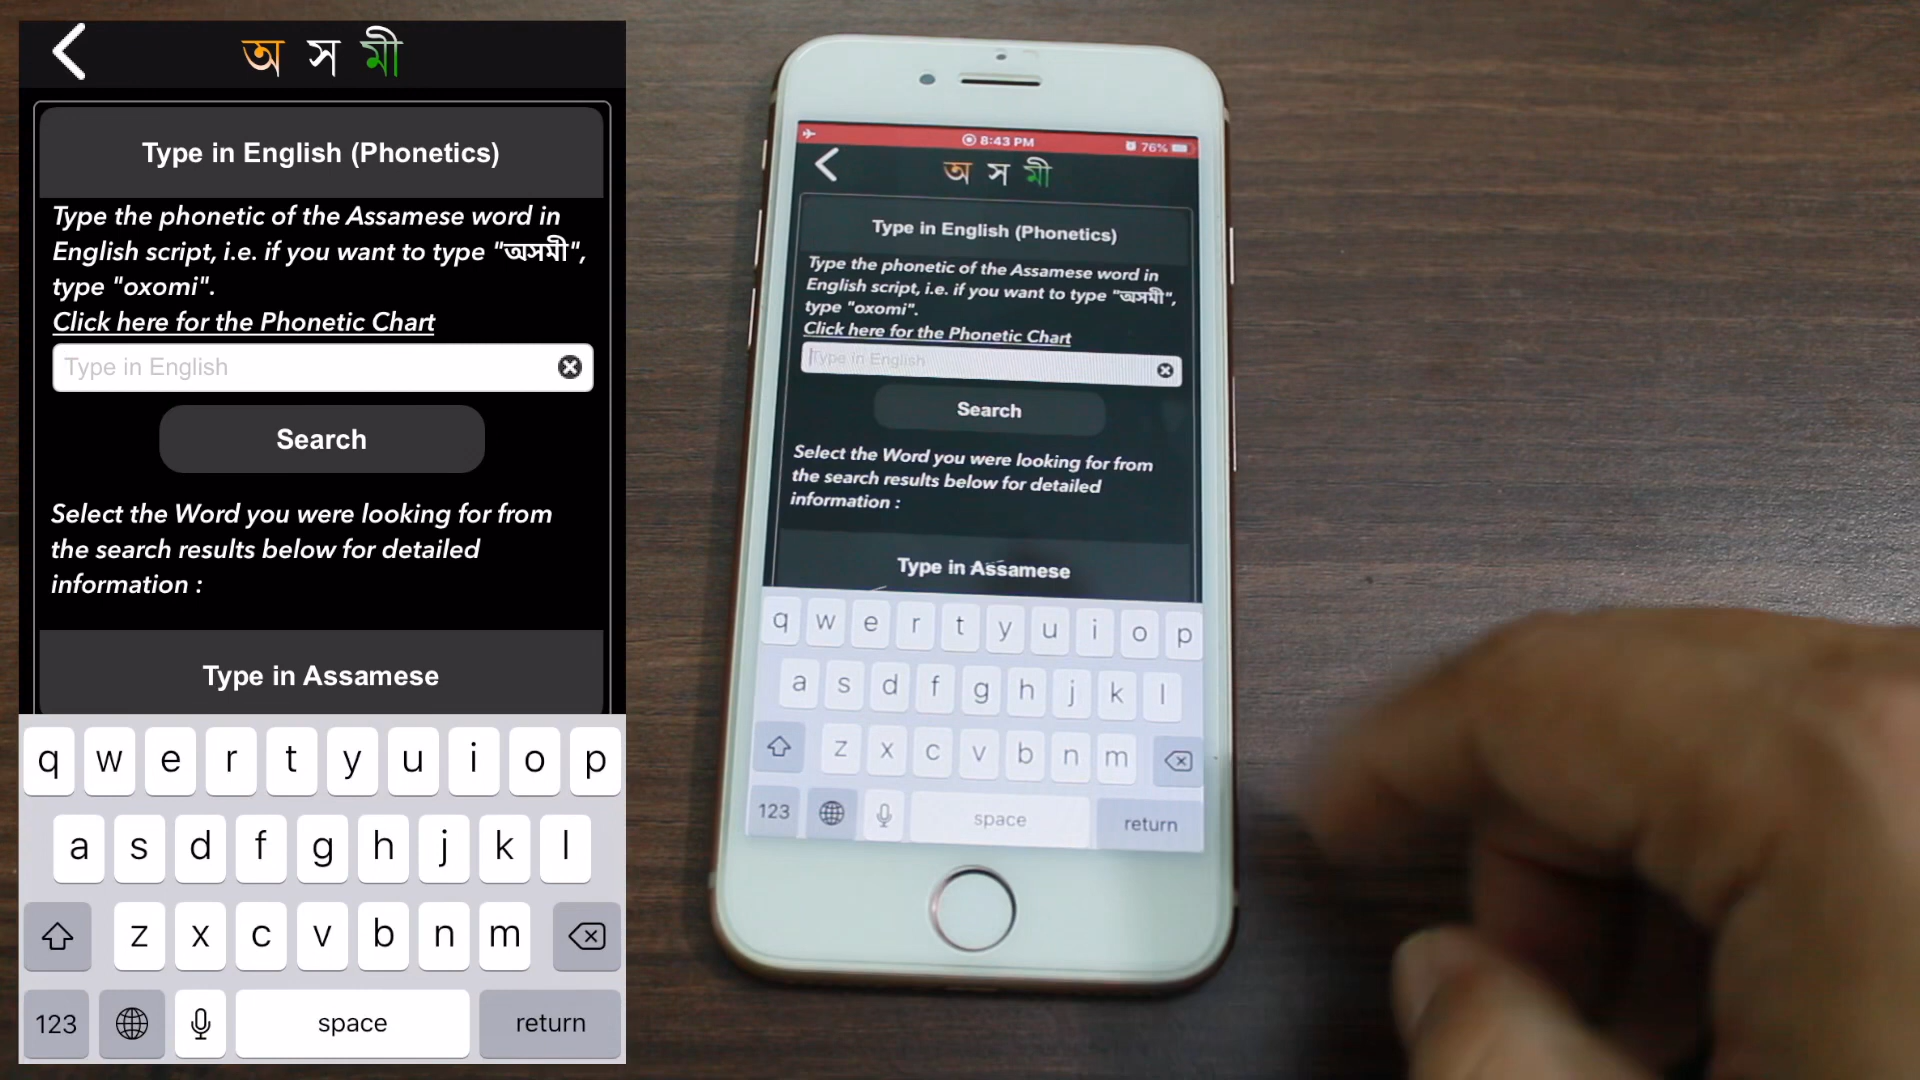 অ স মী
Type in English (Phonetics)
Type the phonetic of the Assamese word in
English script, i.e. if you want to type "অসমী",
type "oxomi".
Click here for the Phonetic Chart
Type in English
Search
Select the Word you were looking for from
the search results below for detailed
information :
Type in Assamese
q w e r t y u i o p
a s d f g h j k l
z x c v b n m
123 space return
8:43 PM 76%
অ স মী
Type in English (Phonetics)
Type the phonetic of the Assamese word in
English script, i.e. if you want to type "অসমী",
type "oxomi".
Click here for the Phonetic Chart
Type in English
Search
Select the Word you were looking for from
the search results below for detailed
information :
Type in Assamese
q w e r t y u i o p
a s d f g h j k l
z x c v b n m
123 space return